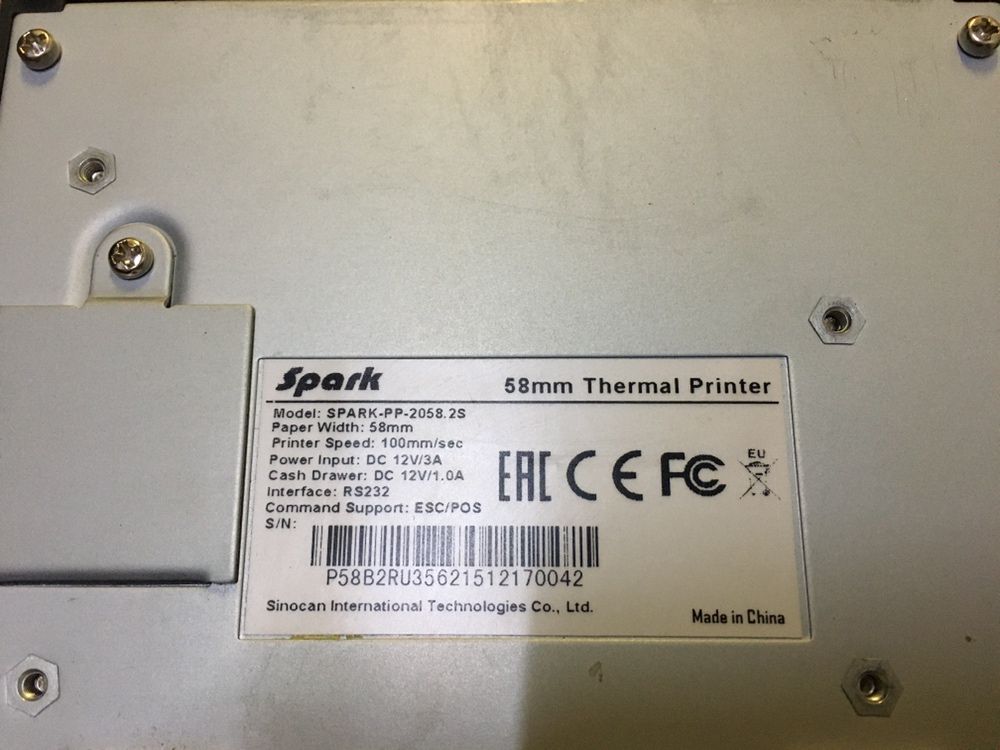 Spark
58mm Thermal Printer
Model: SPARK-PP-2058.2S
Paper Width: 58mm
Printer Speed: 100mm/sec
Power Input: DC 12V/3A
Cash Drawer: DC 12V/1.0A
Interface: RS232
Command Support: ESC/POS
S/N:
EAC CE FC EU
P58B2RU35621512170042
Sinocan International Technologies Co., Ltd.
Made in China